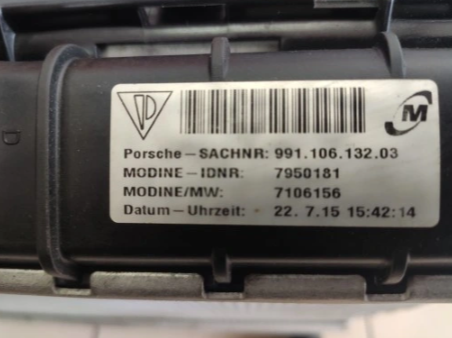 Porsche-SACHNR: 991.106.132.03
MODINE-IDNR: 7950181
MODINE/MW: 7106156
Datum-Uhrzeit: 22. 7.15 15:42:14
M
D